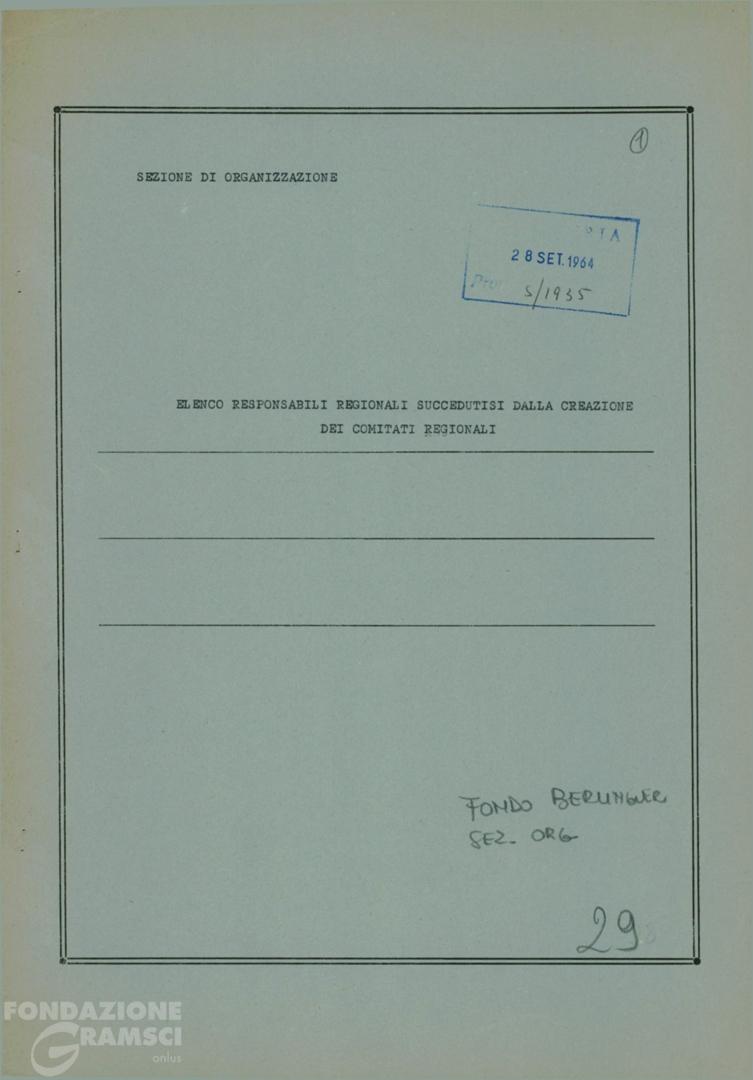 1
SEZIONE DI ORGANIZZAZIONE
28 SET. 1964
S/1935
ELENCO RESPONSABILI REGIONALI SUCCEDUTISI DALLA CREAZIONE
DEI COMITATI REGIONALI
FONDO BERLINGUER
SEZ. ORG
29
FONDAZIONE
GRAMSCI
onlus